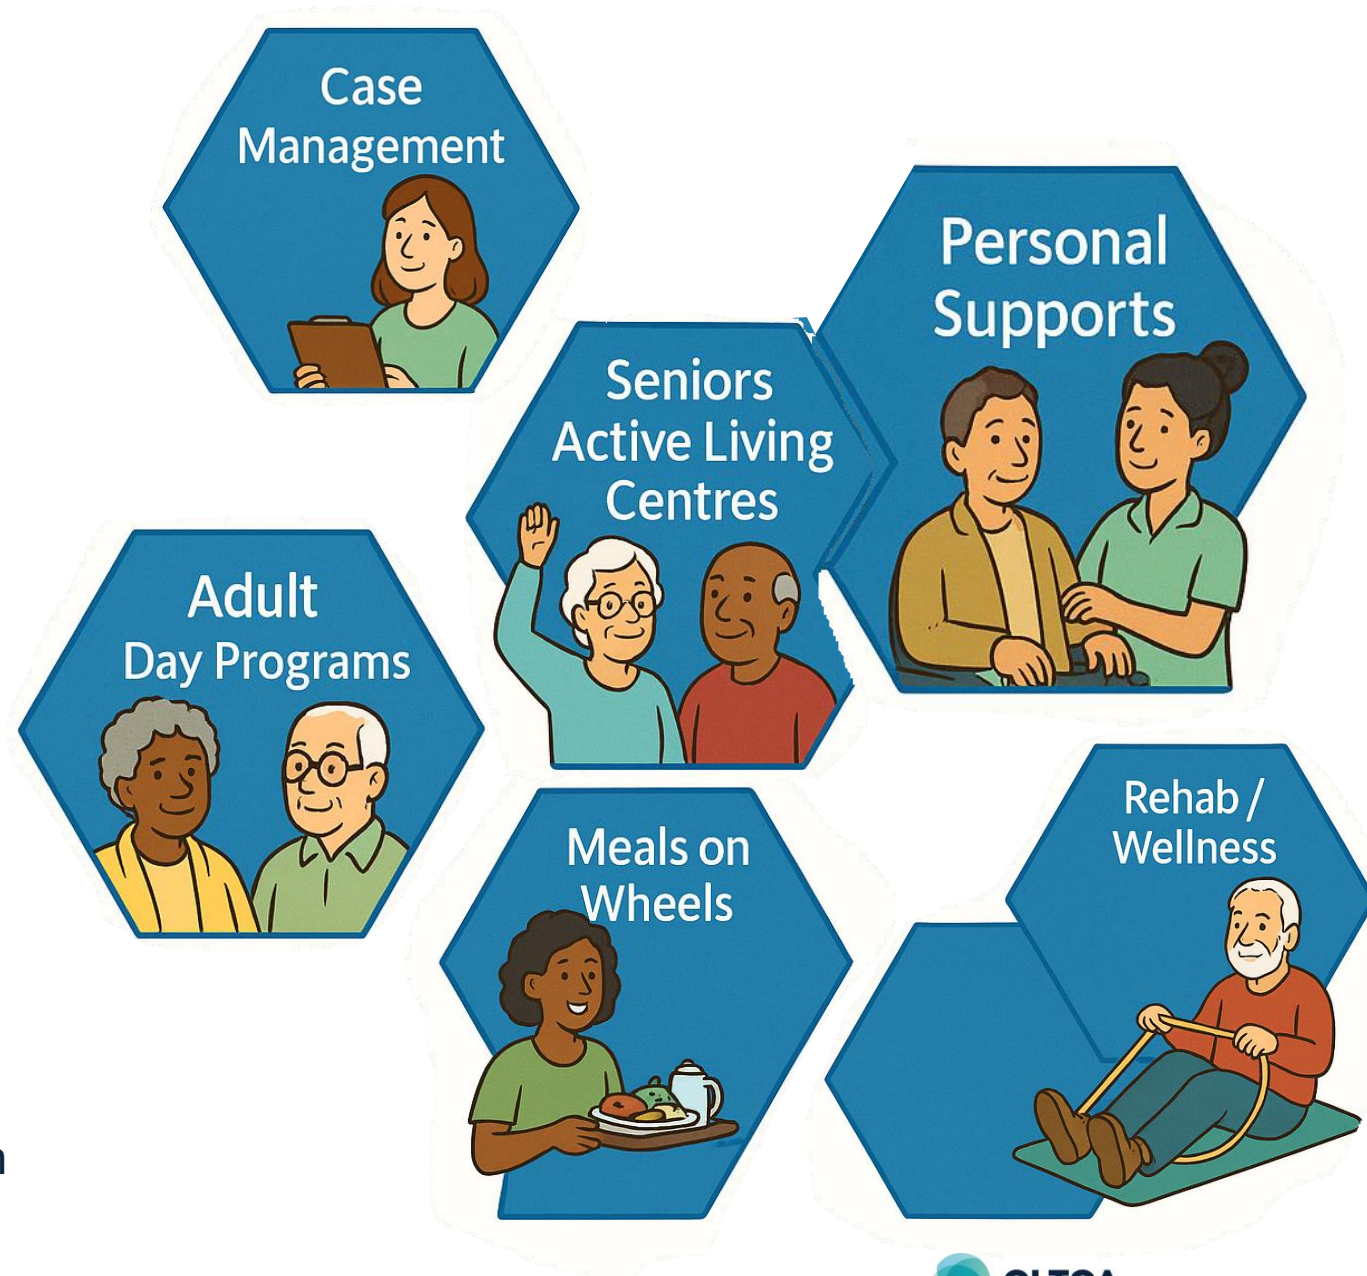 Case
Management
Personal
Supports
Seniors
Active Living
Centres
Adult
Day Programs
Meals on
Wheels
Rehab /
Wellness